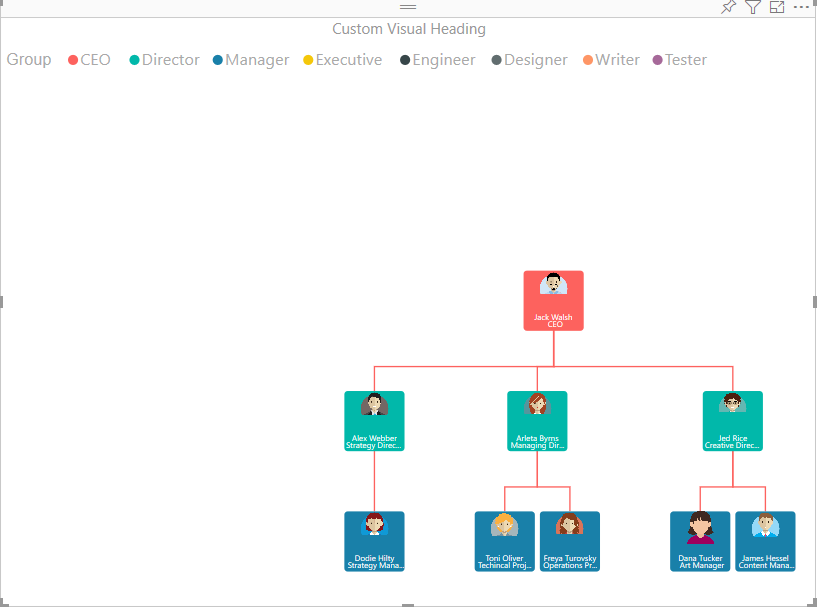 Custom Visual Heading
Group CEO Director Manager Executive Engineer Designer Writer Tester
Jack Walsh
CEO
Alex Webber
Strategy Direc...
Arleta Byrns
Managing Dir...
Jed Rice
Creative Direc...
Dodie Hilty
Strategy Mana...
Toni Oliver
Techincal Proj...
Freya Turovsky
Operations Pr...
Dana Tucker
Art Manager
James Hessel
Content Mana...